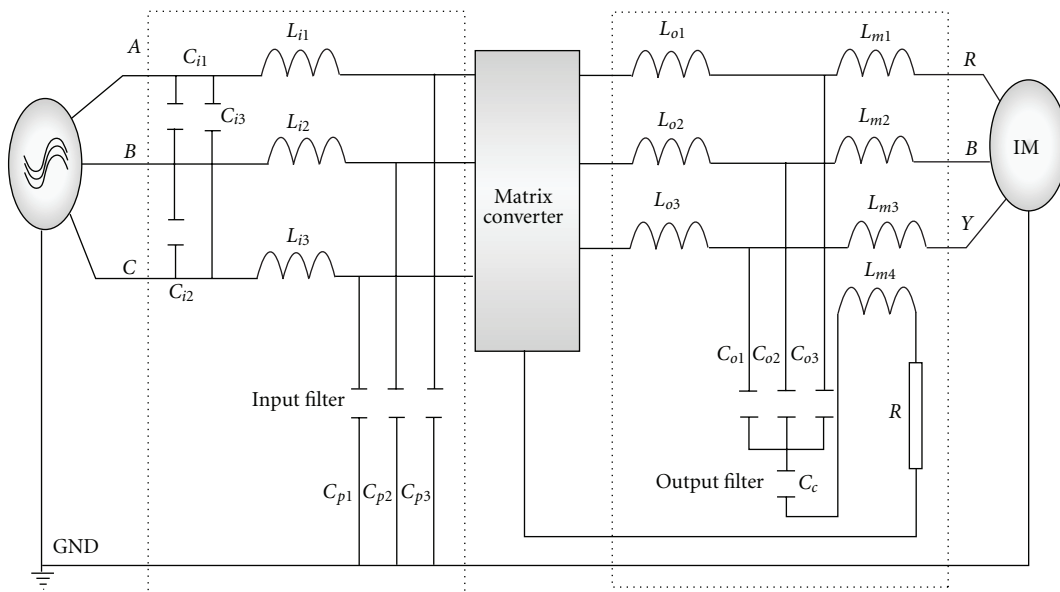 A
C_{i1}
L_{i1}
C_{i3}
B
L_{i2}
C
L_{i3}
C_{i2}
Input filter
C_{p1} C_{p2} C_{p3}
GND
Matrix
converter
L_{o1}
L_{m1}
R
L_{o2}
L_{m2}
B
IM
L_{o3}
L_{m3}
Y
L_{m4}
C_{o1} C_{o2} C_{o3}
R
Output filter
C_c